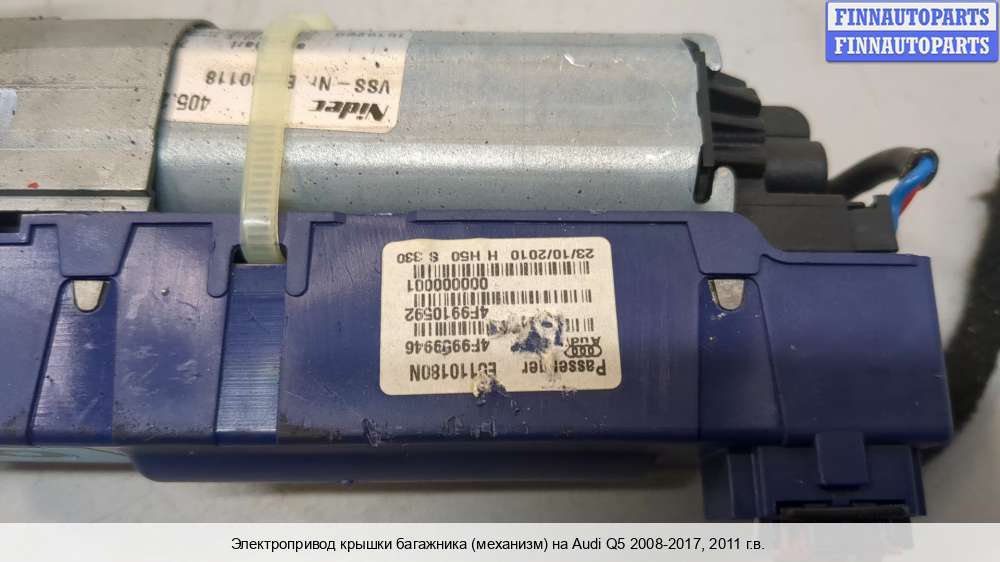 FINNAUTOPARTS
FINNAUTOPARTS
Nidec
VSS - Nr.
405.
Passenger E0110180N
Audi
4F9959946
4F9910592
000000001
23/10/2010 H H50 S 330
Электропривод крышки багажника (механизм) на Audi Q5 2008-2017, 2011 г.в.